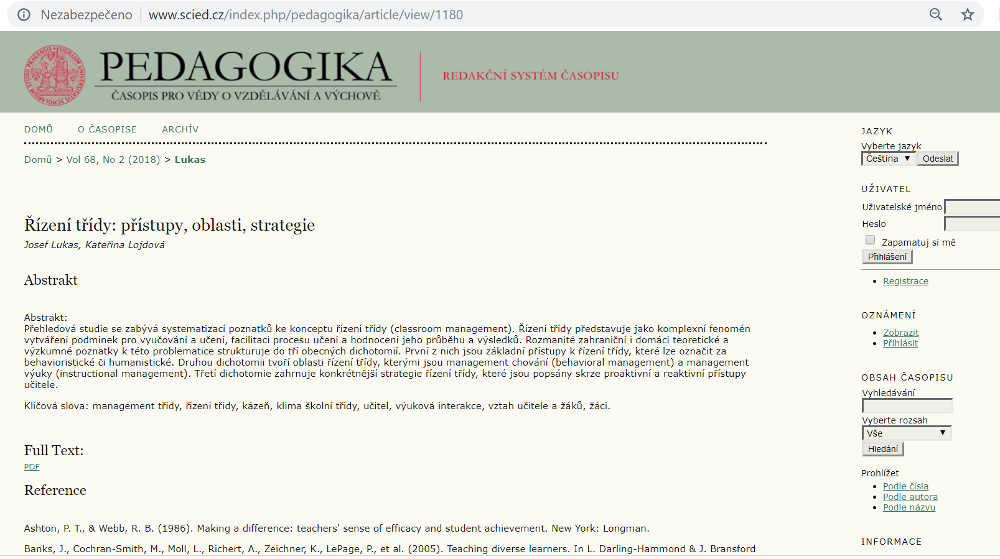 Nezabezpečeno www.scied.cz/index.php/pedagogika/article/view/1180
PEDAGOGIKA
ČASOPIS PRO VĚDY O VZDĚLÁVÁNÍ A VÝCHOVĚ
REDAKČNÍ SYSTÉM ČASOPISU
DOMŮ O ČASOPISE ARCHÍV
Domů > Vol 68, No 2 (2018) > Lukas
Řízení třídy: přístupy, oblasti, strategie
Josef Lukas, Kateřina Lojdová
Abstrakt
Abstrakt:
Přehledová studie se zabývá systematizací poznatků ke konceptu řízení třídy (classroom management). Řízení třídy představuje jako komplexní fenomén
vytváření podmínek pro vyučování a učení, facilitaci procesu učení a hodnocení jeho průběhu a výsledků. Rozmanité zahraniční i domácí teoretické a
výzkumné poznatky k této problematice strukturuje do tří obecných dichotomií. První z nich jsou základní přístupy k řízení třídy, které lze označit za
behavioristické či humanistické. Druhou dichotomii tvoří oblasti řízení třídy, kterými jsou management chování (behavioral management) a management
výuky (instructional management). Třetí dichotomie zahrnuje konkrétnější strategie řízení třídy, které jsou popsány skrze proaktivní a reaktivní přístupy
učitele.
Klíčová slova: management třídy, řízení třídy, kázeň, klima školní třídy, učitel, výuková interakce, vztah učitele a žáků, žáci.
Full Text:
PDF
Reference
Ashton, P. T., & Webb, R. B. (1986). Making a difference: teachers' sense of efficacy and student achievement. New York: Longman.
Banks, J., Cochran-Smith, M., Moll, L., Richert, A., Zeichner, K., LePage, P., et al. (2005). Teaching diverse learners. In L. Darling-Hammond & J. Bransford
JAZYK
Vyberte jazyk
Čeština Odeslat
UŽIVATEL
Uživatelské jméno
Heslo
Zapamatuj si mě
Přihlášení
Registrace
OZNÁMENÍ
Zobrazit
Přihlásit
OBSAH ČASOPISU
Vyhledávání
Vyberte rozsah
Vše
Hledání
Prohlížet
Podle čísla
Podle autora
Podle názvu
INFORMACE